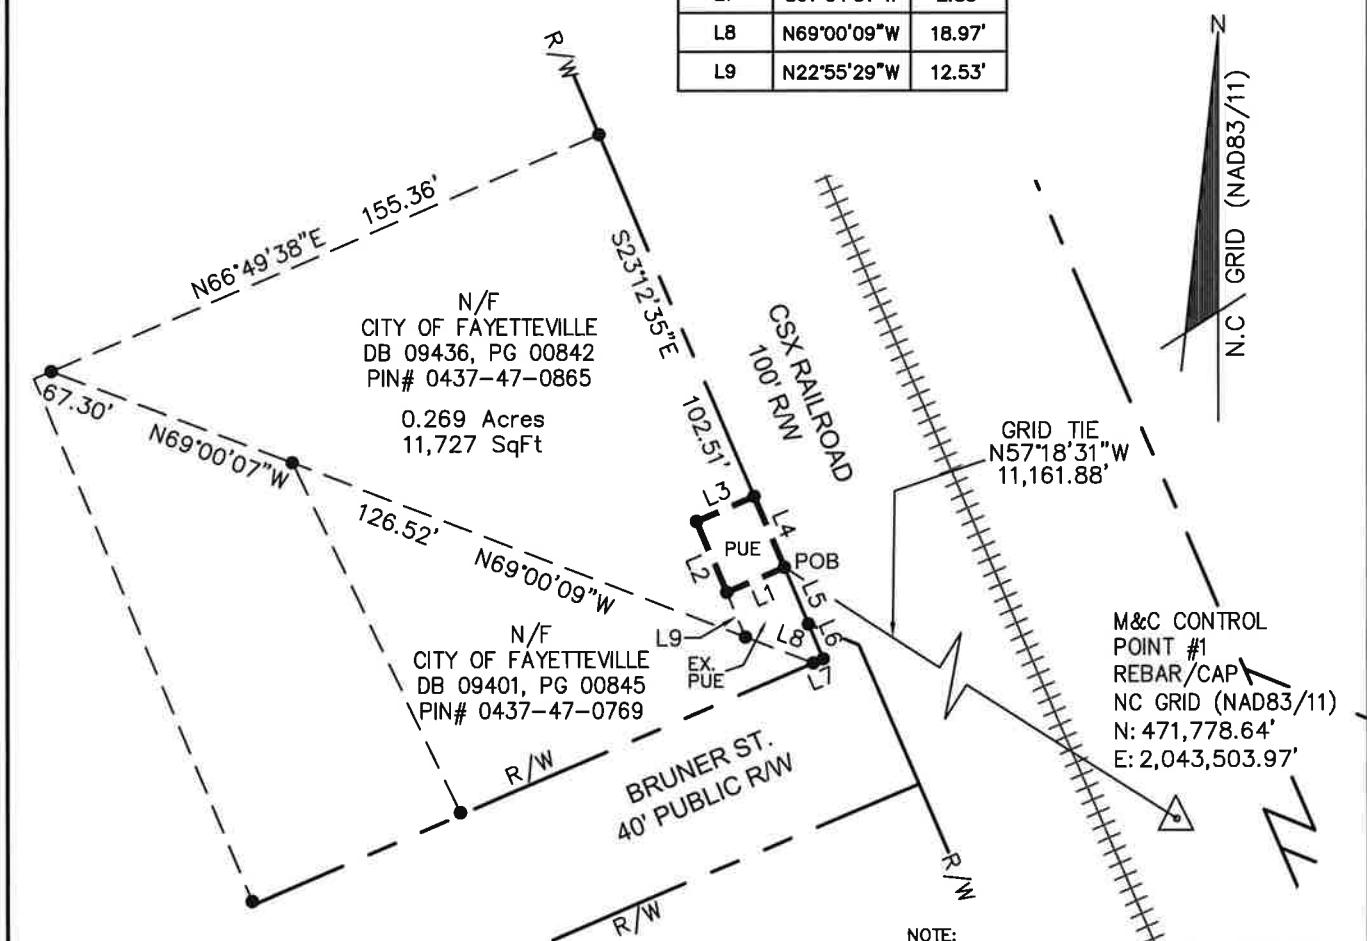 L8 N69°00'09"W 18.97'
L9 N22°55'29"W 12.53'
N
N.C GRID (NAD83/11)
R/W
155.36'
N66°49'38"E
S23°12'35"E
102.51'
N/F
CITY OF FAYETTEVILLE
DB 09436, PG 00842
PIN# 0437-47-0865
0.269 Acres
11,727 SqFt
CSX RAILROAD
100' R/W
67.30'
N69°00'07"W
126.52'
N69°00'09"W
GRID TIE
N57°18'31"W
11,161.88'
L3
L4
PUE
L2
L1
POB
L5
L6
L8
L7
L9
EX.
PUE
N/F
CITY OF FAYETTEVILLE
DB 09401, PG 00845
PIN# 0437-47-0769
M&C CONTROL
POINT #1
REBAR/CAP
NC GRID (NAD83/11)
N: 471,778.64'
E: 2,043,503.97'
R/W
BRUNER ST.
40' PUBLIC R/W
R/W
R/W
NOTE: